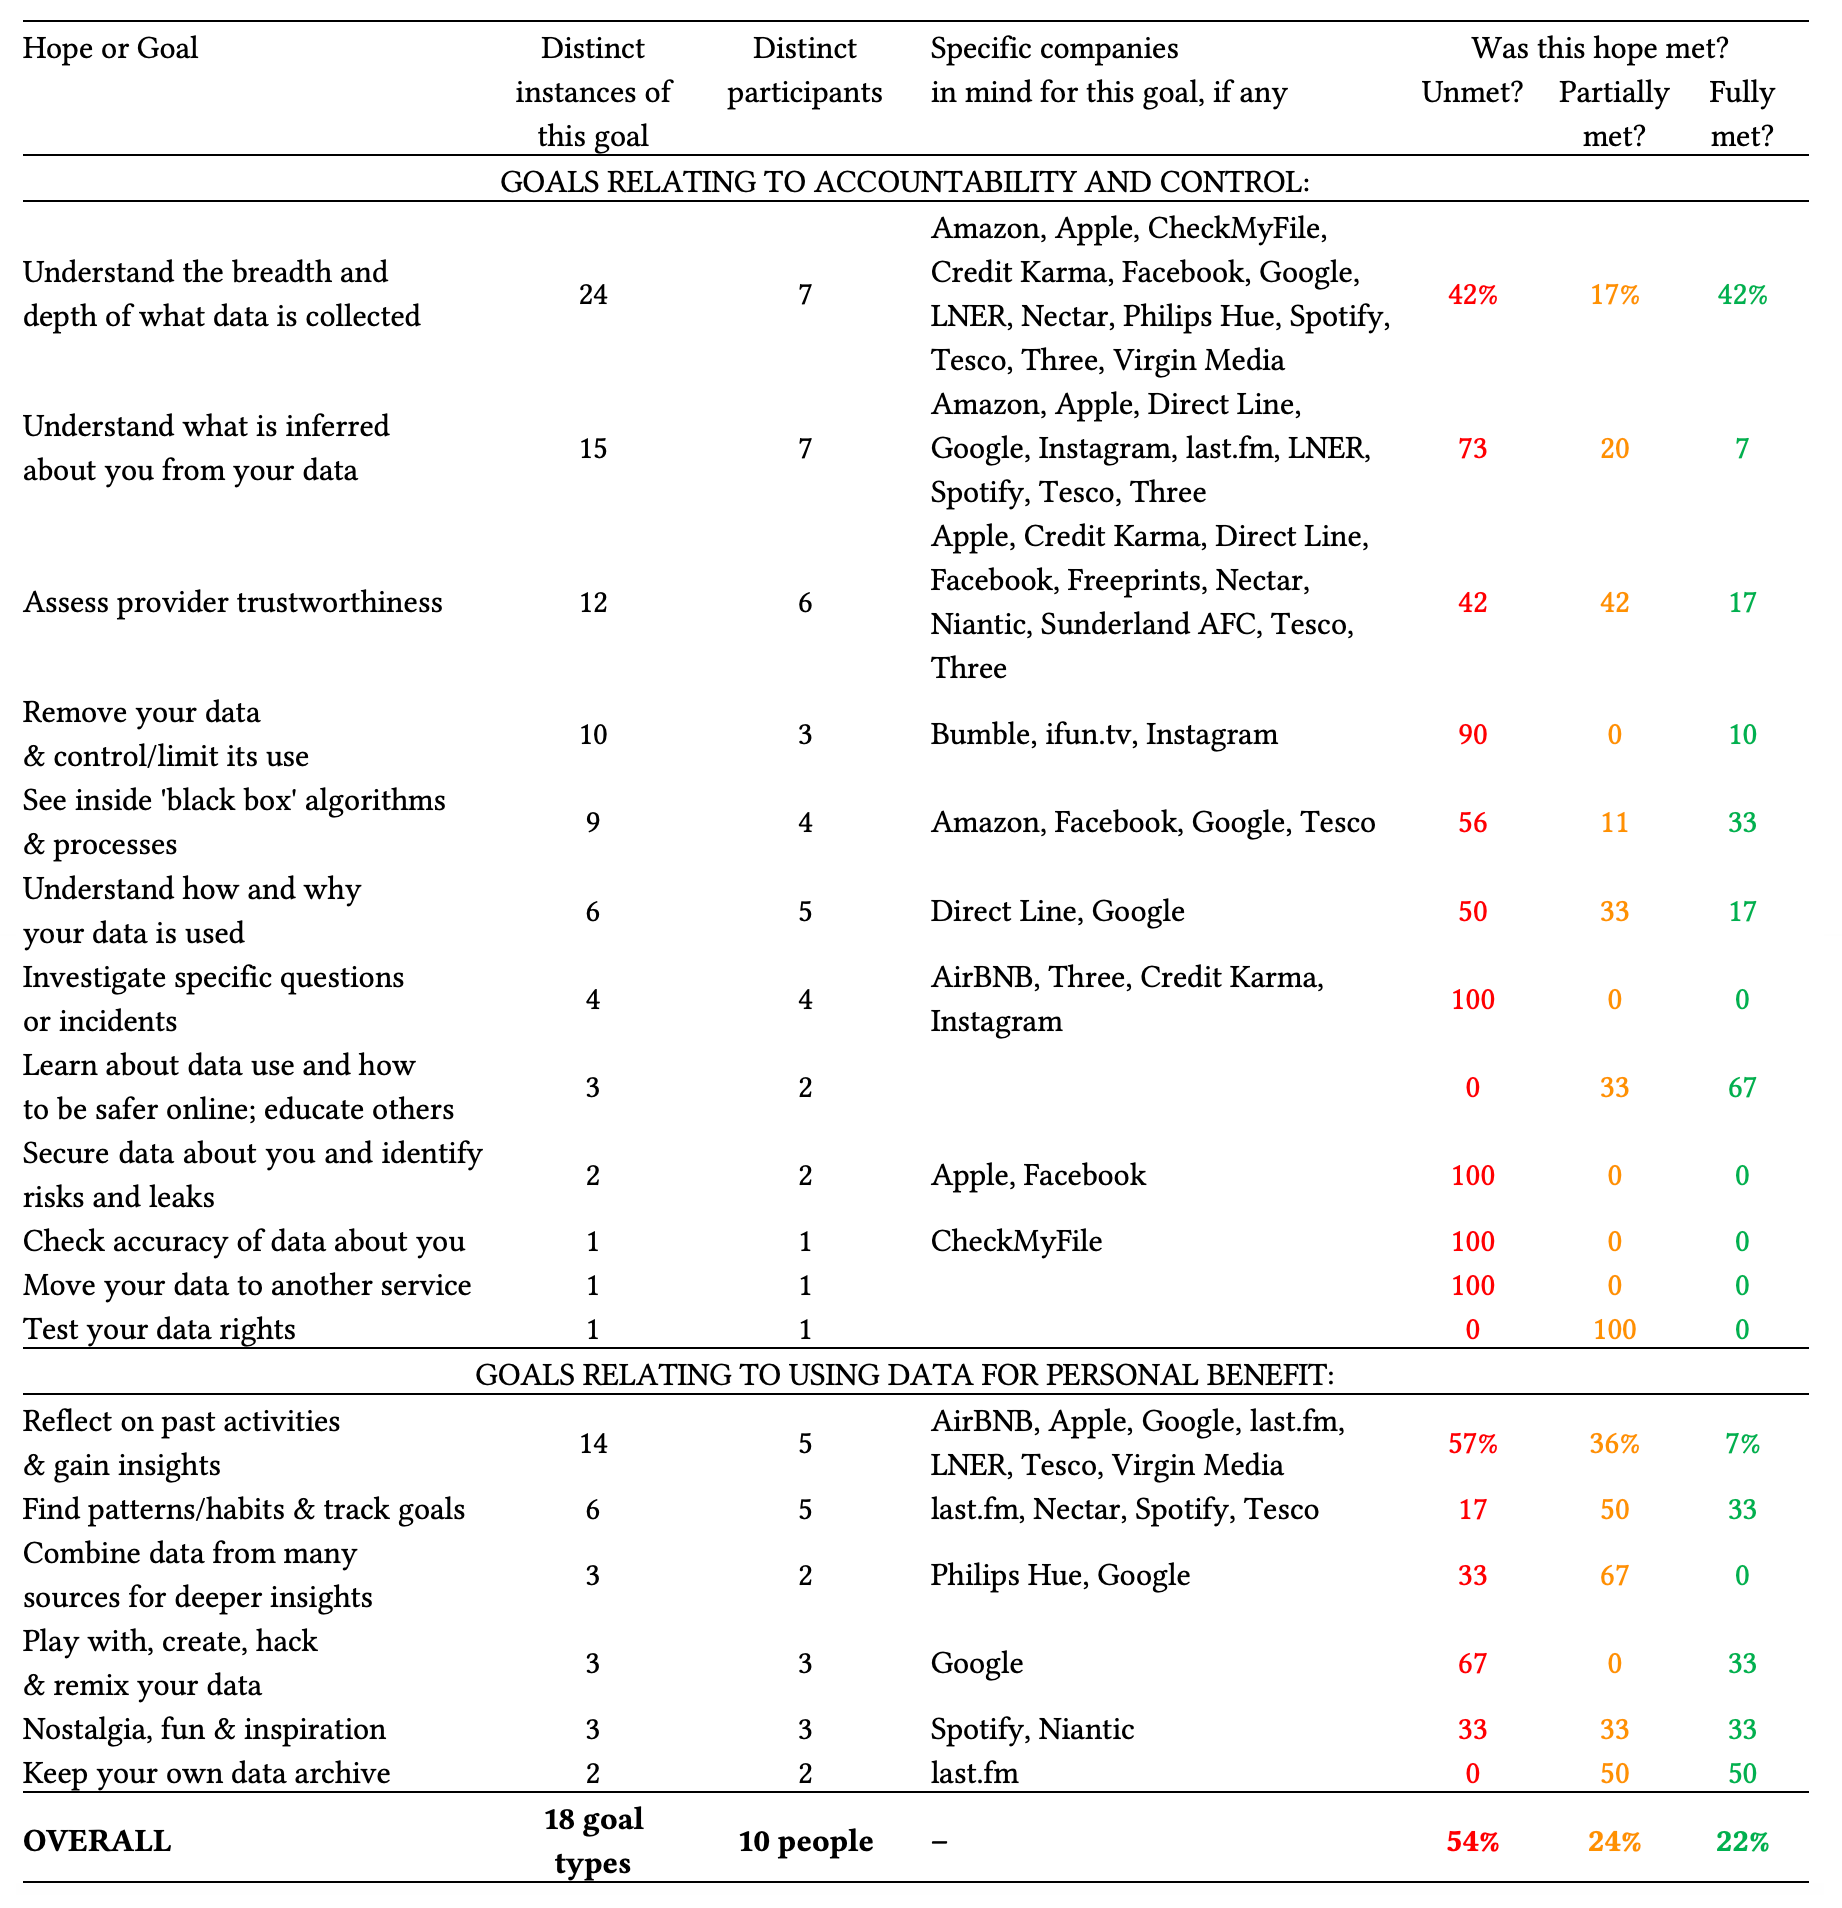 Hope or Goal
Distinct
instances of
this goal
Distinct
participants
Specific companies
in mind for this goal, if any
Was this hope met?
Unmet?
Partially
met?
Fully
met?
GOALS RELATING TO ACCOUNTABILITY AND CONTROL:
Understand the breadth and
depth of what data is collected
24
7
Amazon, Apple, CheckMyFile,
Credit Karma, Facebook, Google,
LNER, Nectar, Philips Hue, Spotify,
Tesco, Three, Virgin Media
42%
17%
42%
Understand what is inferred
about you from your data
15
7
Amazon, Apple, Direct Line,
Google, Instagram, last.fm, LNER,
Spotify, Tesco, Three
73
20
7
Assess provider trustworthiness
12
6
Apple, Credit Karma, Direct Line,
Facebook, Freeprints, Nectar,
Niantic, Sunderland AFC, Tesco,
Three
42
42
17
Remove your data
& control/limit its use
10
3
Bumble, ifun.tv, Instagram
90
0
10
See inside 'black box' algorithms
& processes
9
4
Amazon, Facebook, Google, Tesco
56
11
33
Understand how and why
your data is used
6
5
Direct Line, Google
50
33
17
Investigate specific questions
or incidents
4
4
AirBNB, Three, Credit Karma,
Instagram
100
0
0
Learn about data use and how
to be safer online; educate others
3
2
0
33
67
Secure data about you and identify
risks and leaks
2
2
Apple, Facebook
100
0
0
Check accuracy of data about you
1
1
CheckMyFile
100
0
0
Move your data to another service
1
1
100
0
0
Test your data rights
1
1
0
100
0
GOALS RELATING TO USING DATA FOR PERSONAL BENEFIT:
Reflect on past activities
& gain insights
14
5
AirBNB, Apple, Google, last.fm,
LNER, Tesco, Virgin Media
57%
36%
7%
Find patterns/habits & track goals
6
5
last.fm, Nectar, Spotify, Tesco
17
50
33
Combine data from many
sources for deeper insights
3
2
Philips Hue, Google
33
67
0
Play with, create, hack
& remix your data
3
3
Google
67
0
33
Nostalgia, fun & inspiration
3
3
Spotify, Niantic
33
33
33
Keep your own data archive
2
2
last.fm
0
50
50
OVERALL
18 goal
types
10 people
–
54%
24%
22%